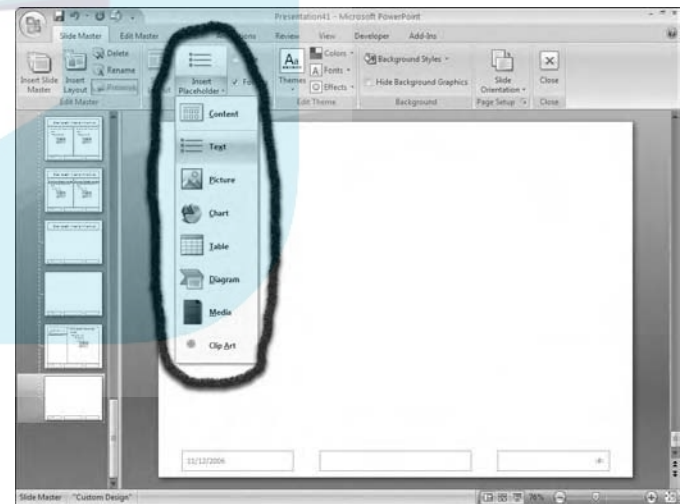 Presentation41 - Microsoft PowerPoint
Slide Master Edit Master Review View Developer Add-Ins
Insert Slide Master
Insert Layout
Delete
Rename
Preserve
Edit Master
Insert Placeholder
Themes
Colors
Fonts
Effects
Edit Theme
Background Styles
Hide Background Graphics
Background
Slide Orientation
Page Setup
Close
Close
Content
Text
Picture
Chart
Table
Diagram
Media
Clip Art
11/12/2006
Slide Master "Custom Design" 76%